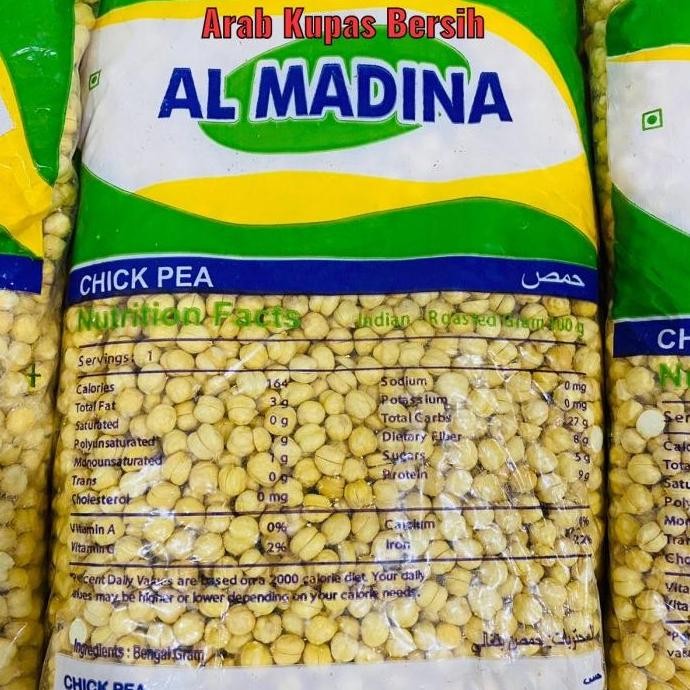 Arab Kupas Bersih
AL MADINA
CHICK PEA
حمص
Nutrition Facts
Indian Roasted Gram 100 g
Servings: 1
Calories 164
Total Fat 3 g
Saturated 0 g
Polyunsaturated g
Monounsaturated 1 g
Trans 0 g
Cholesterol 0 mg
Sodium 0 mg
Potassium 0 mg
Total Carbs 27 g
Dietary Fiber 8 g
Sugars 5 g
Protein 9 g
Vitamin A 0%
Vitamin C 2%
Calcium
Iron
Percent Daily Values are based on a 2000 calorie diet. Your daily
values may be higher or lower depending on your calorie needs.
Ingredients : Bengal Gram
المحتويات: حمص بنغالي
CHICK PEA